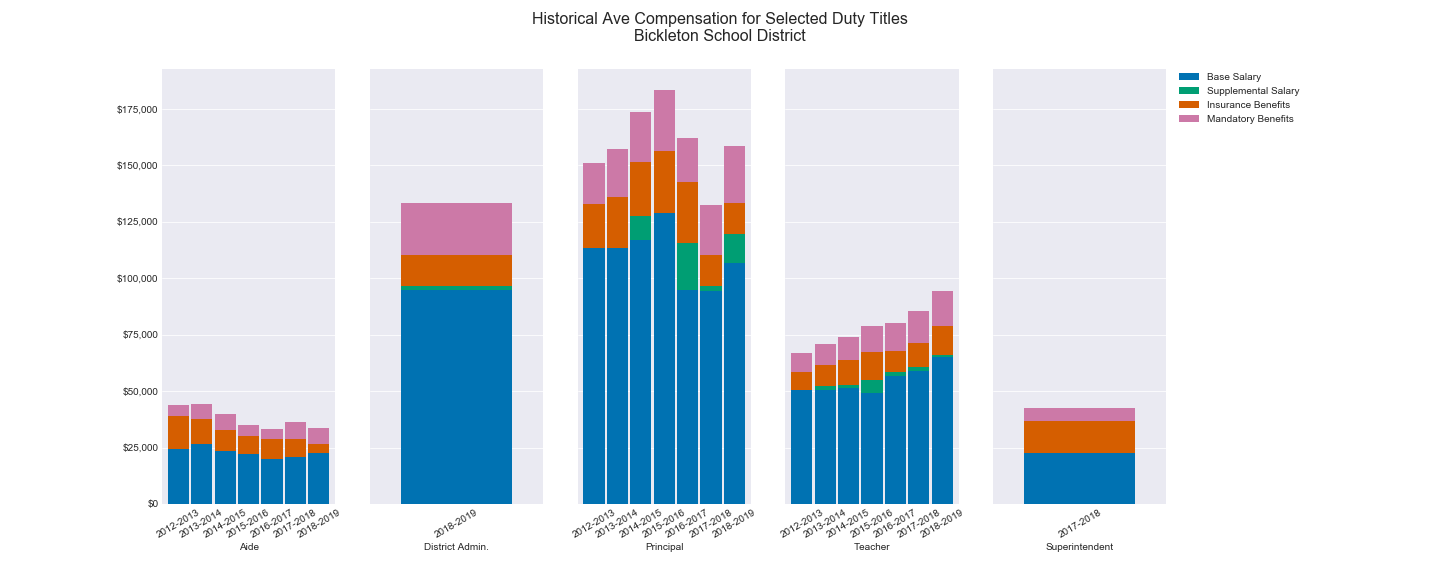 Historical Ave Compensation for Selected Duty Titles
Bickleton School District
Base Salary
Supplemental Salary
Insurance Benefits
Mandatory Benefits
$175,000
$150,000
$125,000
$100,000
$75,000
$50,000
$25,000
$0
2012-2013
2013-2014
2014-2015
2015-2016
2016-2017
2017-2018
2018-2019
Aide
2018-2019
District Admin.
2012-2013
2013-2014
2014-2015
2015-2016
2016-2017
2017-2018
2018-2019
Principal
2012-2013
2013-2014
2014-2015
2015-2016
2016-2017
2017-2018
2018-2019
Teacher
2017-2018
Superintendent